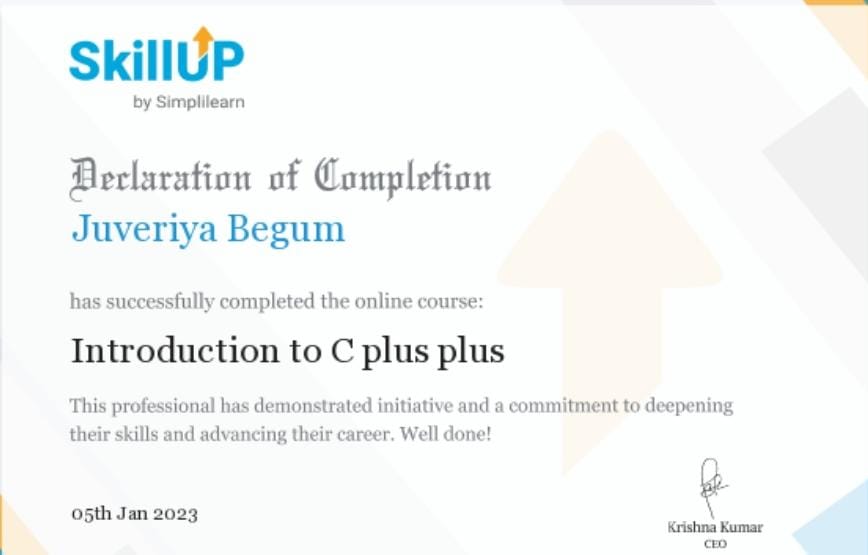 SkillUP
by Simplilearn
Declaration of Completion
Juveriya Begum
has successfully completed the online course:
Introduction to C plus plus
This professional has demonstrated initiative and a commitment to deepening
their skills and advancing their career. Well done!
05th Jan 2023
Krishna Kumar
CEO